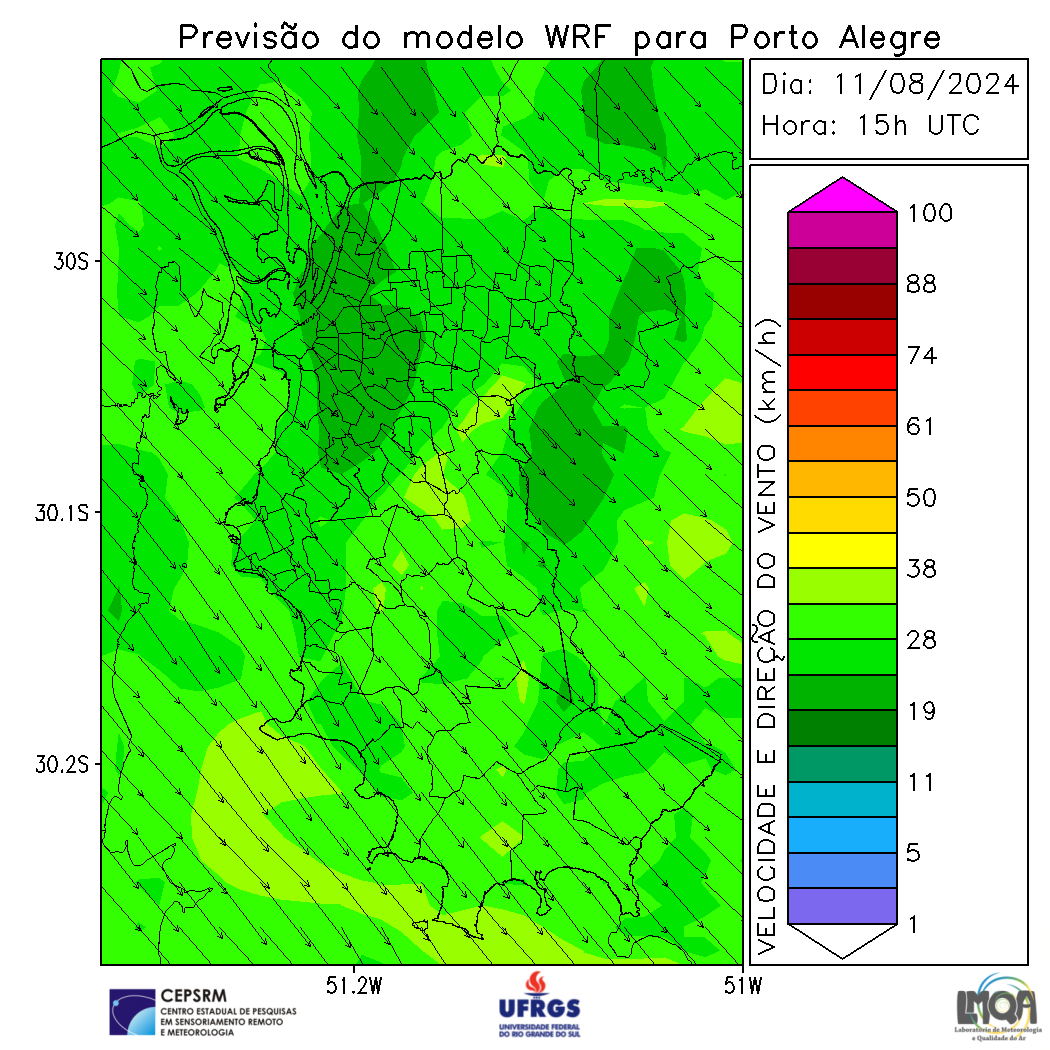 Previsão do modelo WRF para Porto Alegre
Dia: 11/08/2024
Hora: 15h UTC
30S
30.1S
30.2S
51.2W
51W
VELOCIDADE E DIREÇÃO DO VENTO (km/h)
100
88
74
61
50
38
28
19
11
5
1
CEPSRM
CENTRO ESTADUAL DE PESQUISAS
EM SENSORIAMENTO REMOTO
E METEOROLOGIA
UFRGS
UNIVERSIDADE FEDERAL
DO RIO GRANDE DO SUL
LMQA
Laboratório de Meteorologia
e Qualidade do Ar